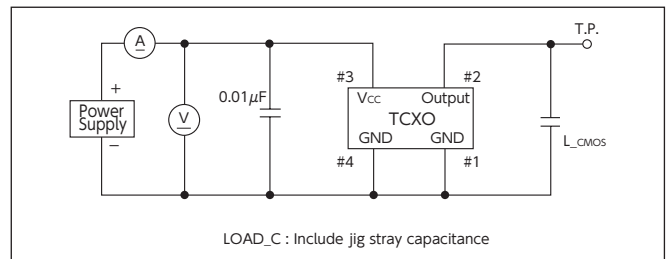 T.P.
A
#3
#2
0.01μF
+
Vcc
Output
Power
Supply
V
TCXO
GND
GND
L_CMOS
−
#4
#1
LOAD_C : Include jig stray capacitance